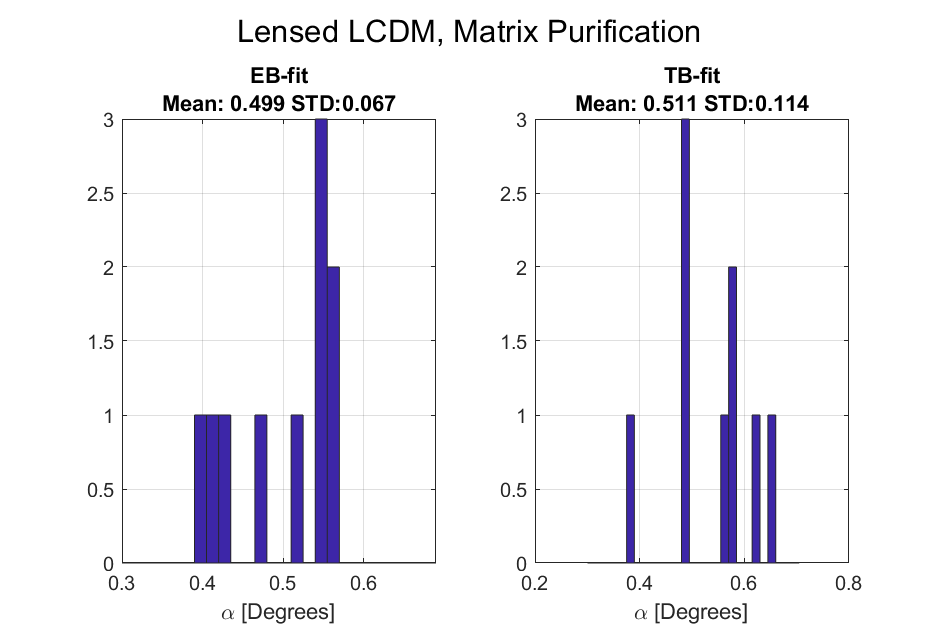 Lensed LCDM, Matrix Purification
EB-fit
Mean: 0.499 STD:0.067
3
2.5
2
1.5
1
0.5
0
0.3 0.4 0.5 0.6
α [Degrees]
TB-fit
Mean: 0.511 STD:0.114
3
2.5
2
1.5
1
0.5
0
0.2 0.4 0.6 0.8
α [Degrees]